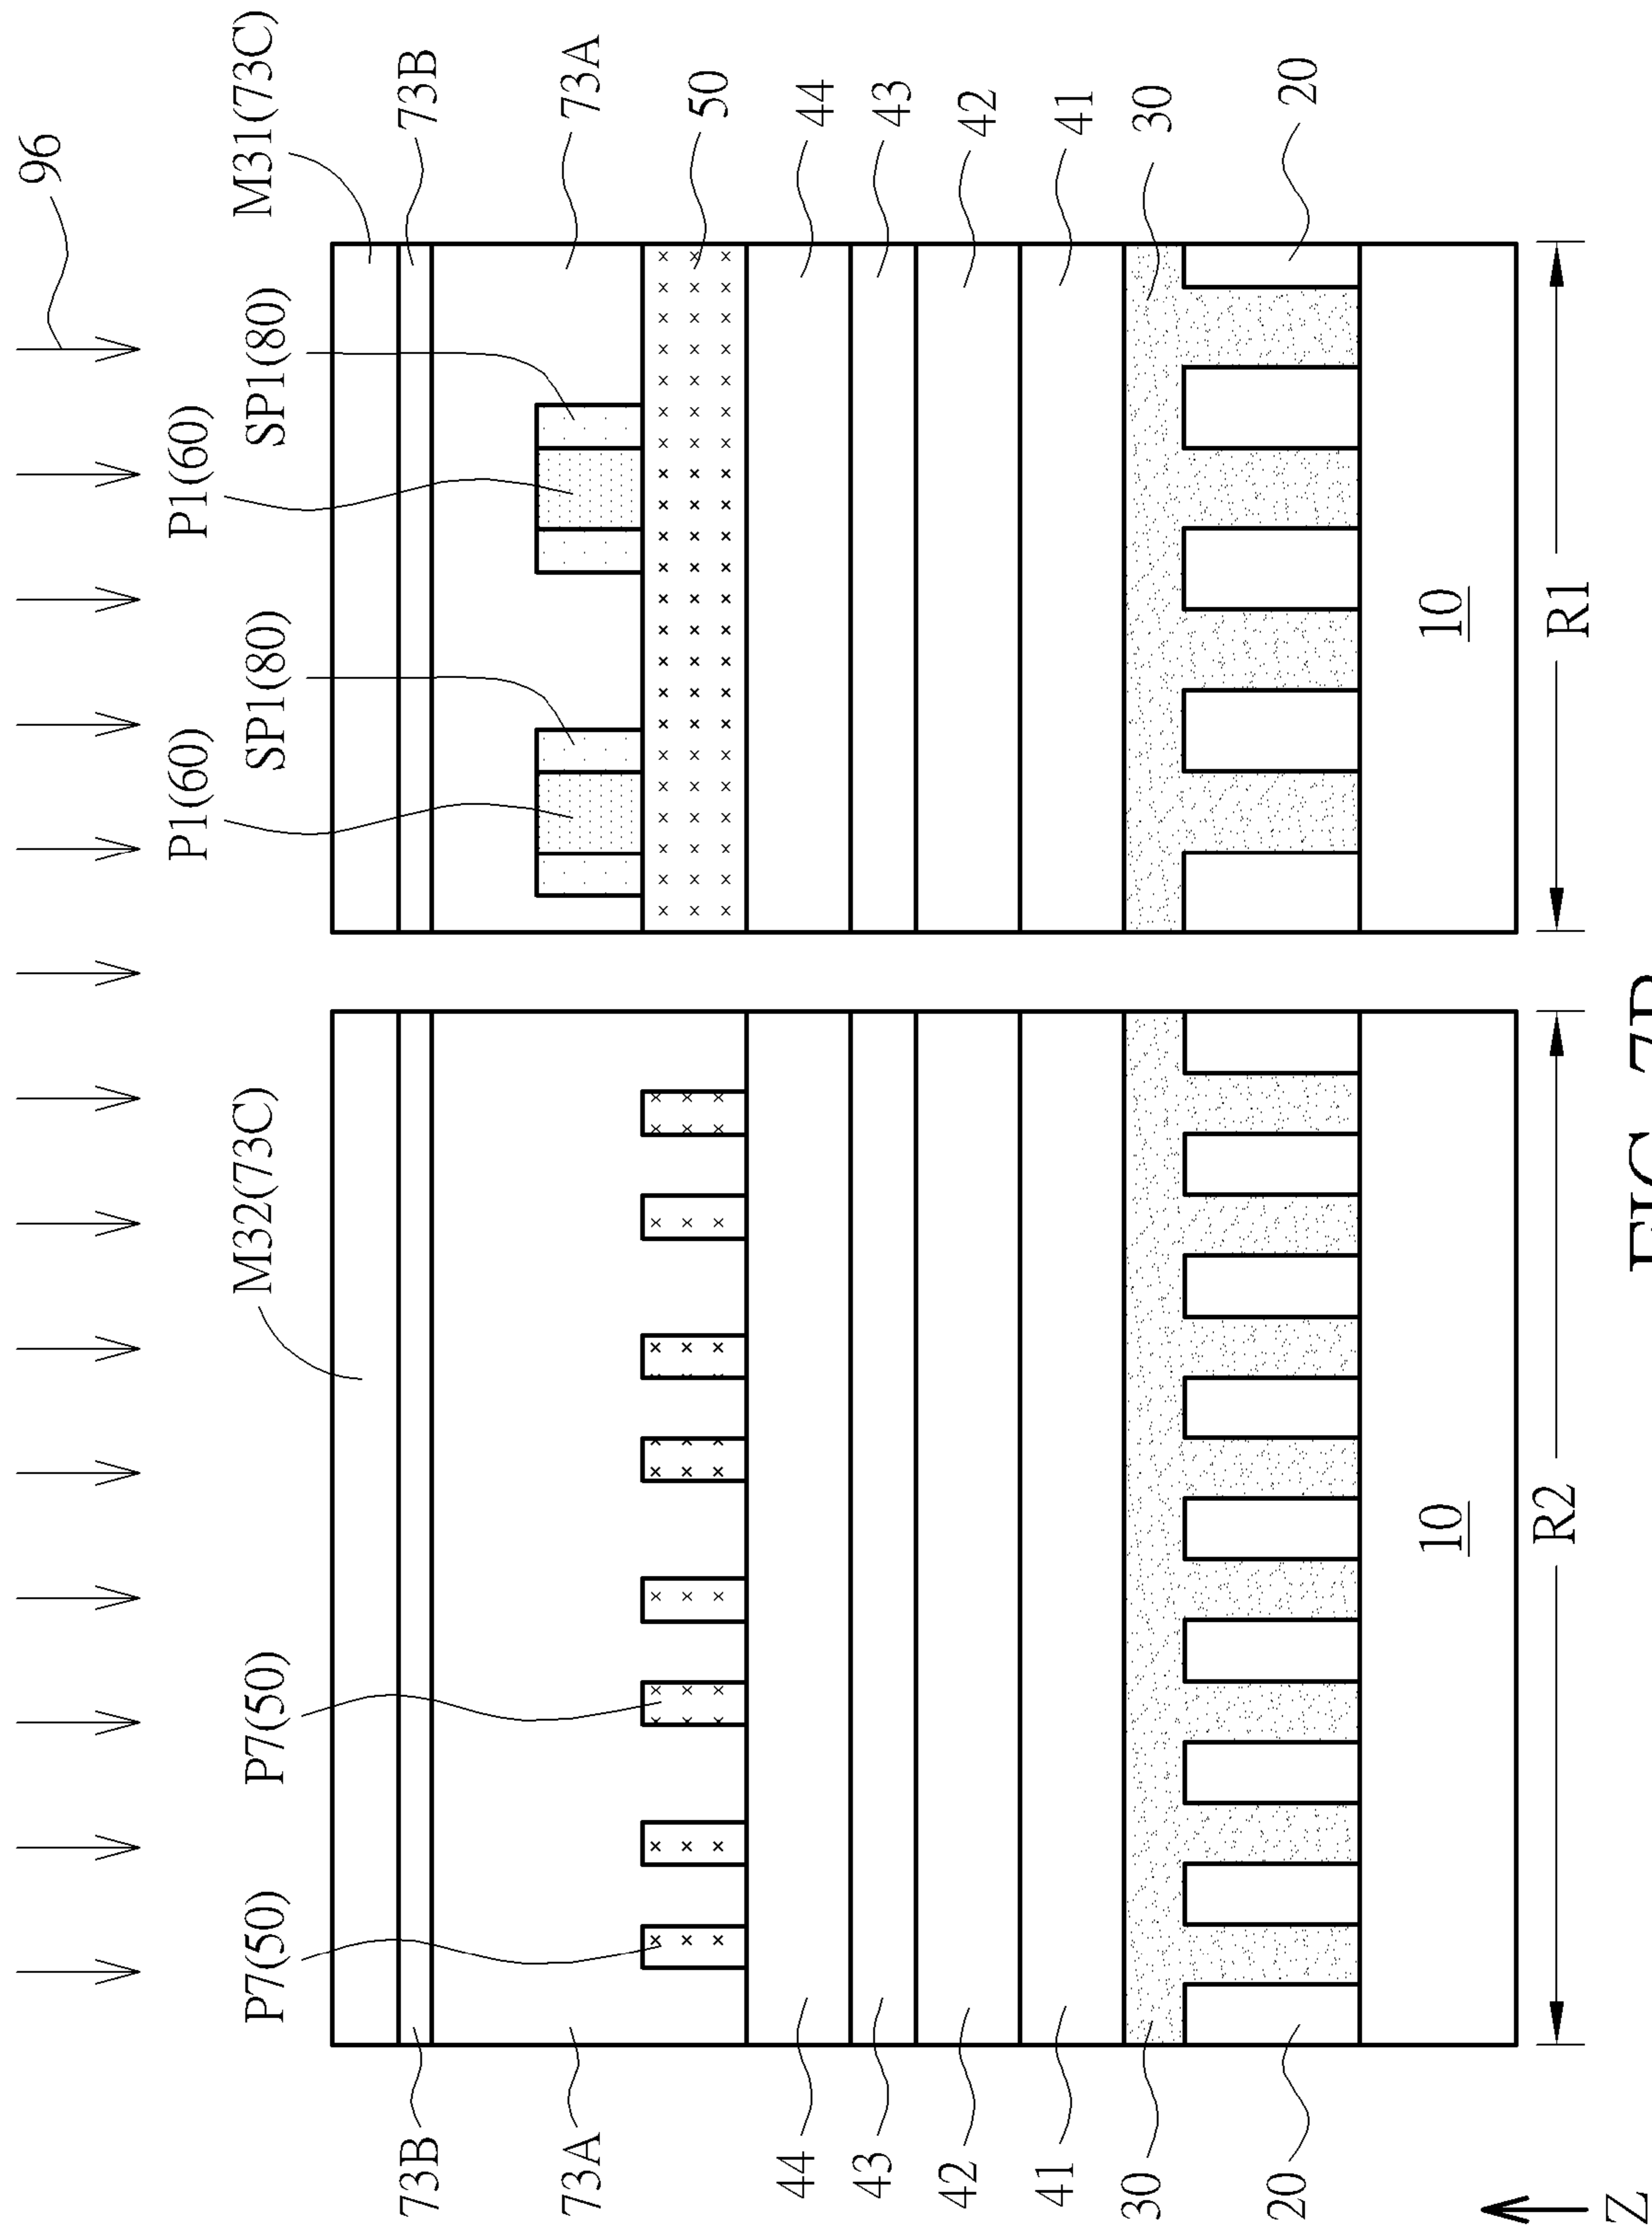 96
P1(60)
P1(60)
P7(50)
P7(50)
M32(73C)
SP1(80)
SP1(80)
M31(73C)
73B
73B
73A
73A
50
44
44
43
43
42
42
41
41
30
30
20
20
10
10
R2
R1
Z
FIG.